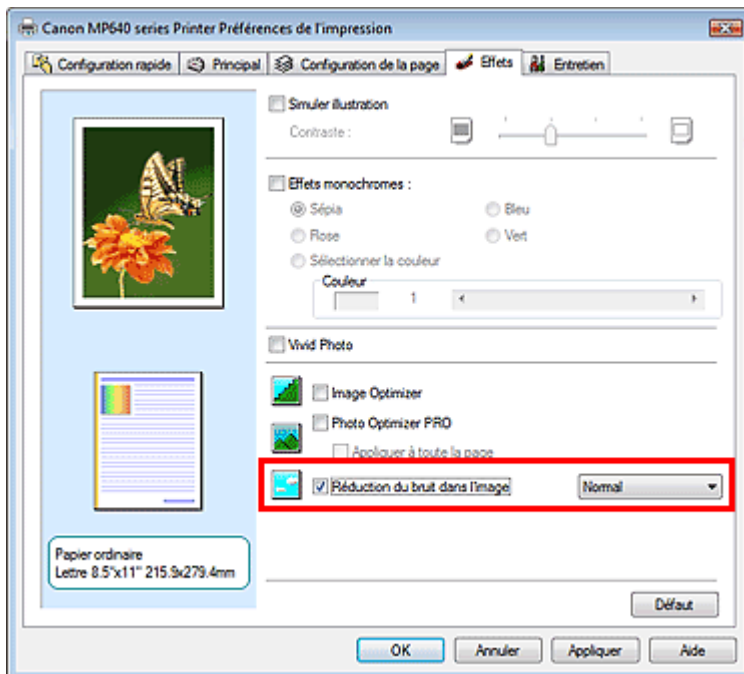 Canon MP640 series Printer Préférences de l'impression
Configuration rapide Principal Configuration de la page Effets Entretien
Simuler illustration
Contraste :
Effets monochromes :
Sépia Bleu
Rose Vert
Sélectionner la couleur
Couleur
1
Vivid Photo
Image Optimizer
Photo Optimizer PRO
Appliquer à toute la page
Réduction du bruit dans l'image Normal
Papier ordinaire
Lettre 8.5"x11" 215.9x279.4mm
Défaut
OK Annuler Appliquer Aide